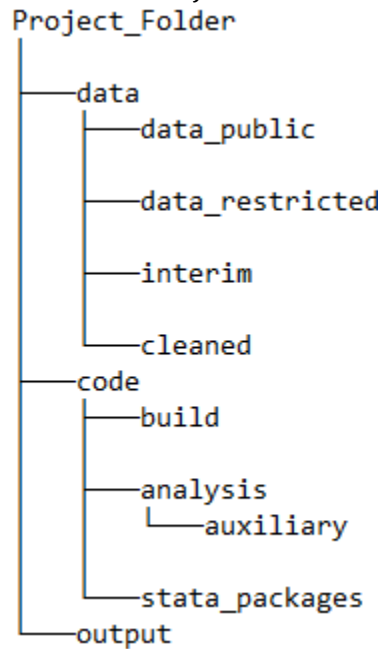 Project_Folder
data
data_public
data_restricted
interim
cleaned
code
build
analysis
auxiliary
stata_packages
output